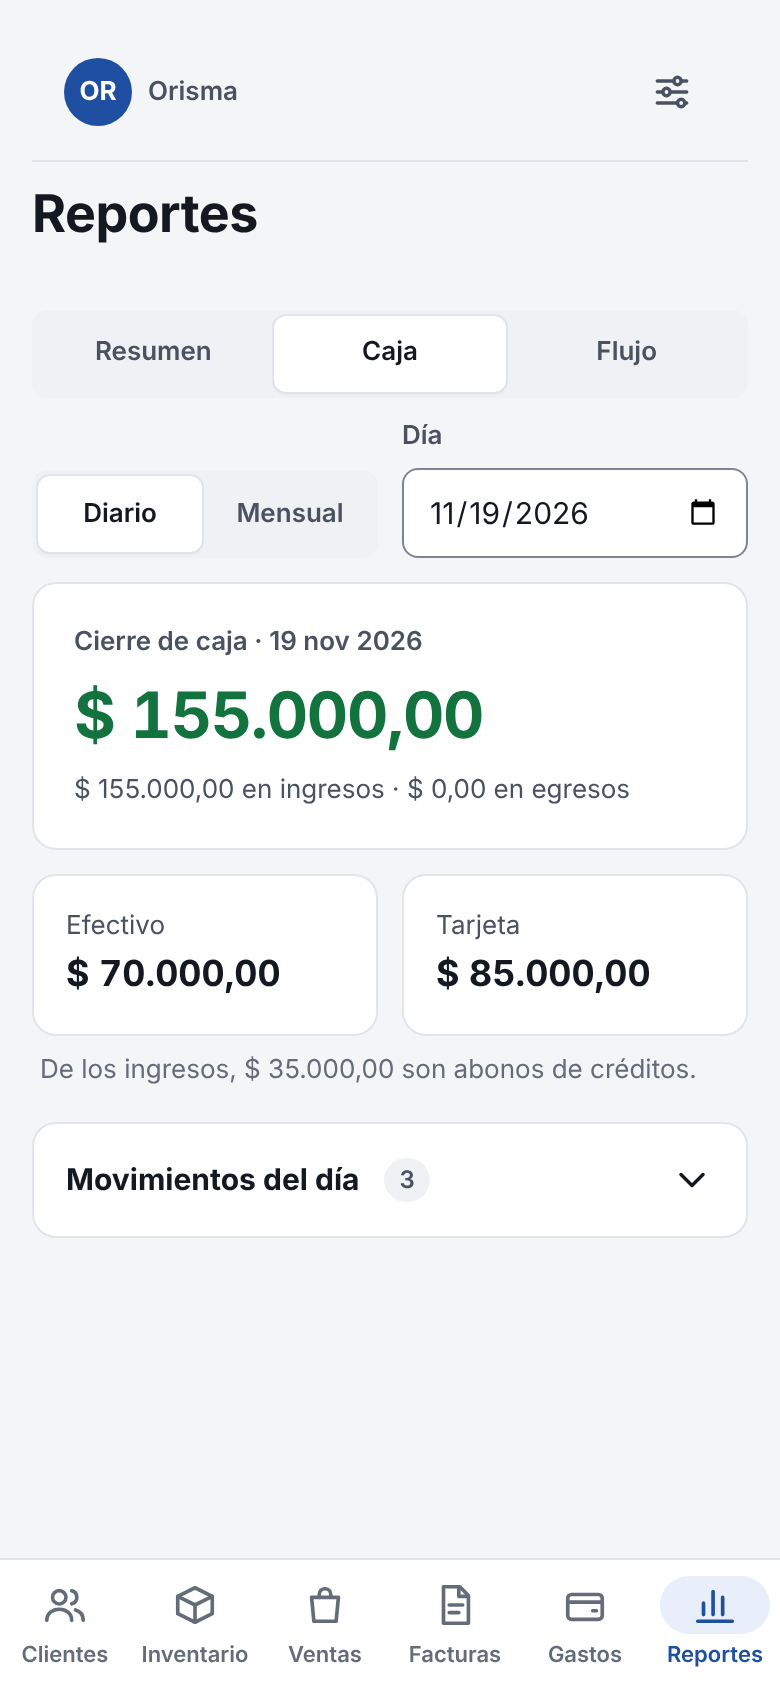 OR Orisma
Reportes
Resumen Caja Flujo
Día
Diario Mensual 11/19/2026
Cierre de caja · 19 nov 2026
$ 155.000,00
$ 155.000,00 en ingresos · $ 0,00 en egresos
Efectivo Tarjeta
$ 70.000,00 $ 85.000,00
De los ingresos, $ 35.000,00 son abonos de créditos.
Movimientos del día 3
Clientes Inventario Ventas Facturas Gastos Reportes